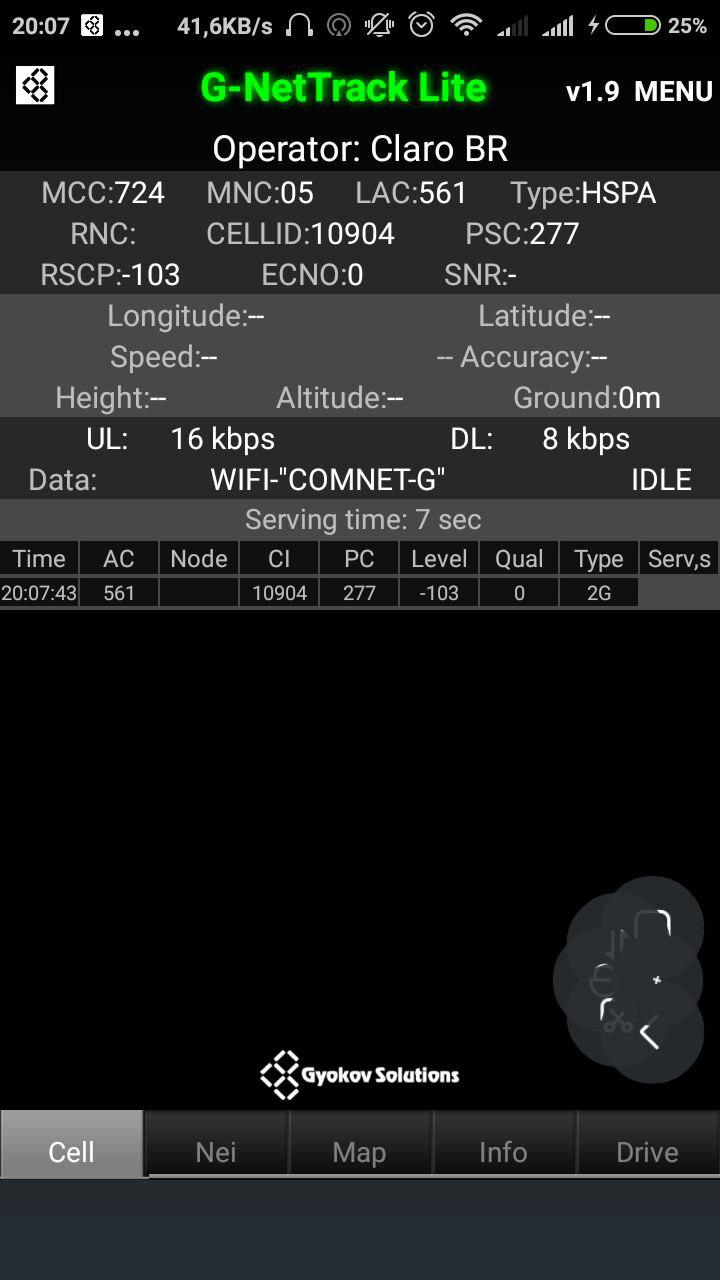 20:07 ... 41,6KB/s 25%
G-NetTrack Lite v1.9 MENU
Operator: Claro BR
MCC:724 MNC:05 LAC:561 Type:HSPA
RNC: CELLID:10904 PSC:277
RSCP:-103 ECNO:0 SNR:-
Longitude:-- Latitude:--
Speed:-- -- Accuracy:--
Height:-- Altitude:-- Ground:0m
UL: 16 kbps DL: 8 kbps
Data: WIFI-"COMNET-G" IDLE
Serving time: 7 sec
Time AC Node CI PC Level Qual Type Serv,s
20:07:43 561 10904 277 -103 0 2G
Gyokov Solutions
Cell Nei Map Info Drive